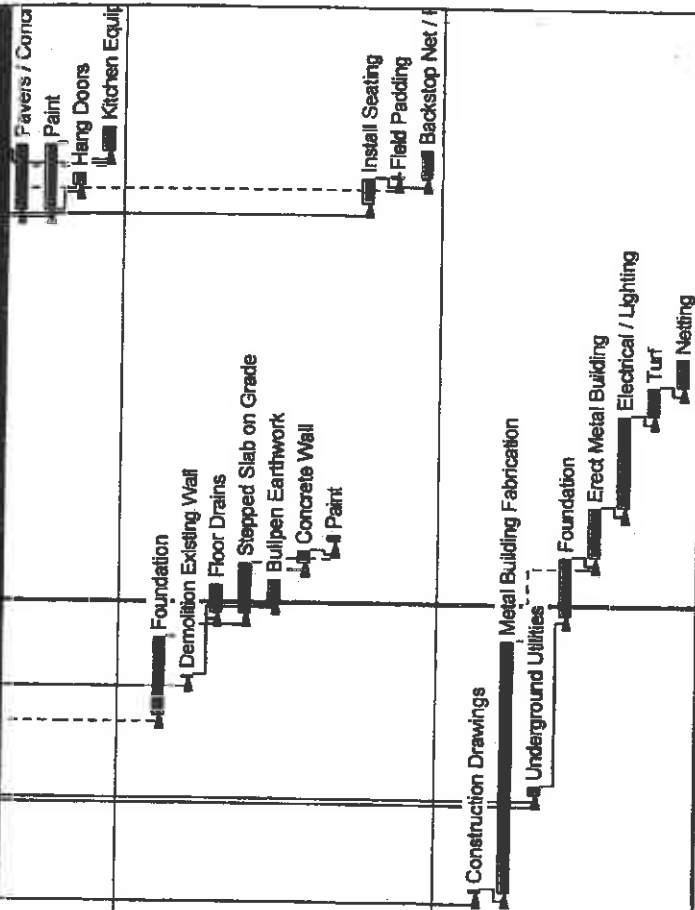 Pavers / Conc
Paint
Hang Doors
Kitchen Equip
Foundation
Demolition Existing Wall
Floor Drains
Stepped Slab on Grade
Bullpen Earthwork
Concrete Wall
Paint
Install Seating
Field Padding
Backstop Net /
Construction Drawings
Metal Building Fabrication
Underground Utilities
Foundation
Erect Metal Building
Electrical / Lighting
Turf
Netting